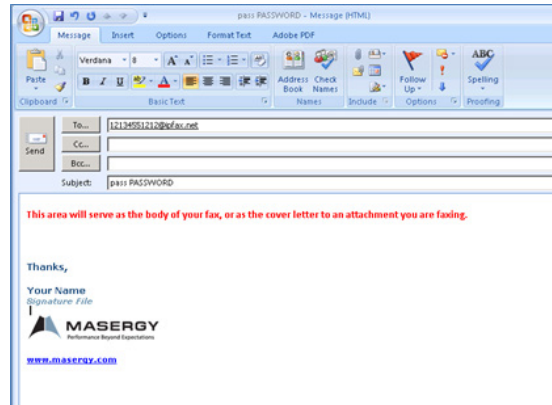 pass PASSWORD - Message (HTML)
Message Insert Options Format Text Adobe PDF
Paste
Verdana 8
B I U
Address Book
Check Names
Follow Up
ABC
Spelling
Clipboard Basic Text Names Include Options Proofing
Send
To... 12134551212@ipfax.net
Cc...
Bcc...
Subject: pass PASSWORD
This area will serve as the body of your fax, or as the cover letter to an attachment you are faxing.
Thanks,
Your Name
Signature File
MASERGY
Performance Beyond Expectations
www.masergy.com